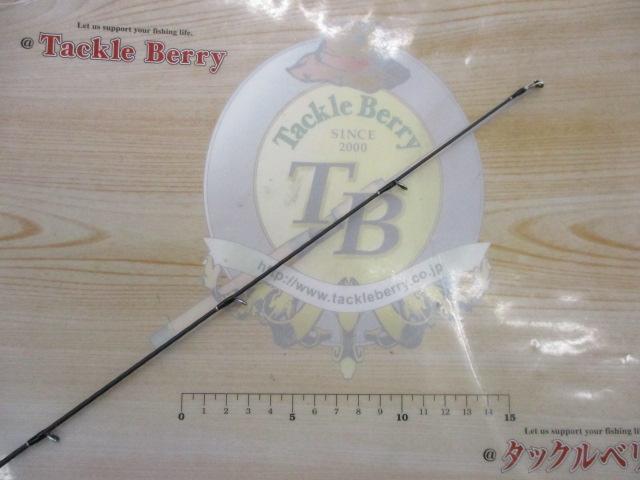 Let us support your fishing life.
@ Tackle Berry
Tackle Berry
SINCE
2000
TB
http://www.tackleberry.co.jp
0 1 2 3 4 5 6 7 8 9 10 11 12 13 14 15
Let us support your fishing life.
@ タックルベリ